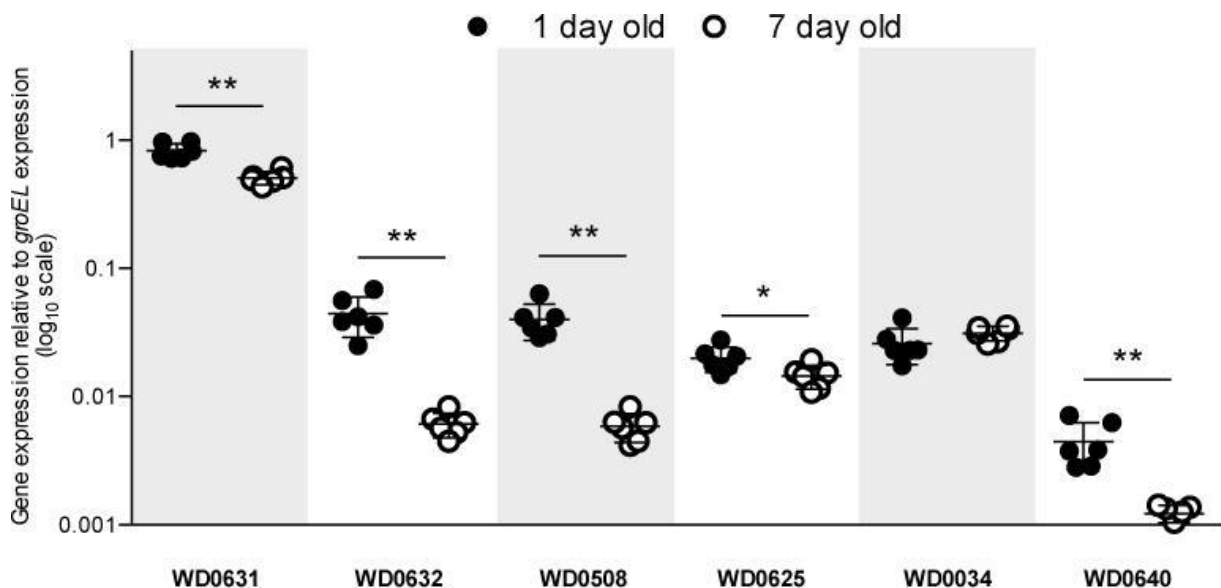 1 day old 7 day old
Gene expression relative to groEL expression
(log10 scale)
1
0.1
0.01
0.001
** ** ** * **
WD0631 WD0632 WD0508 WD0625 WD0034 WD0640